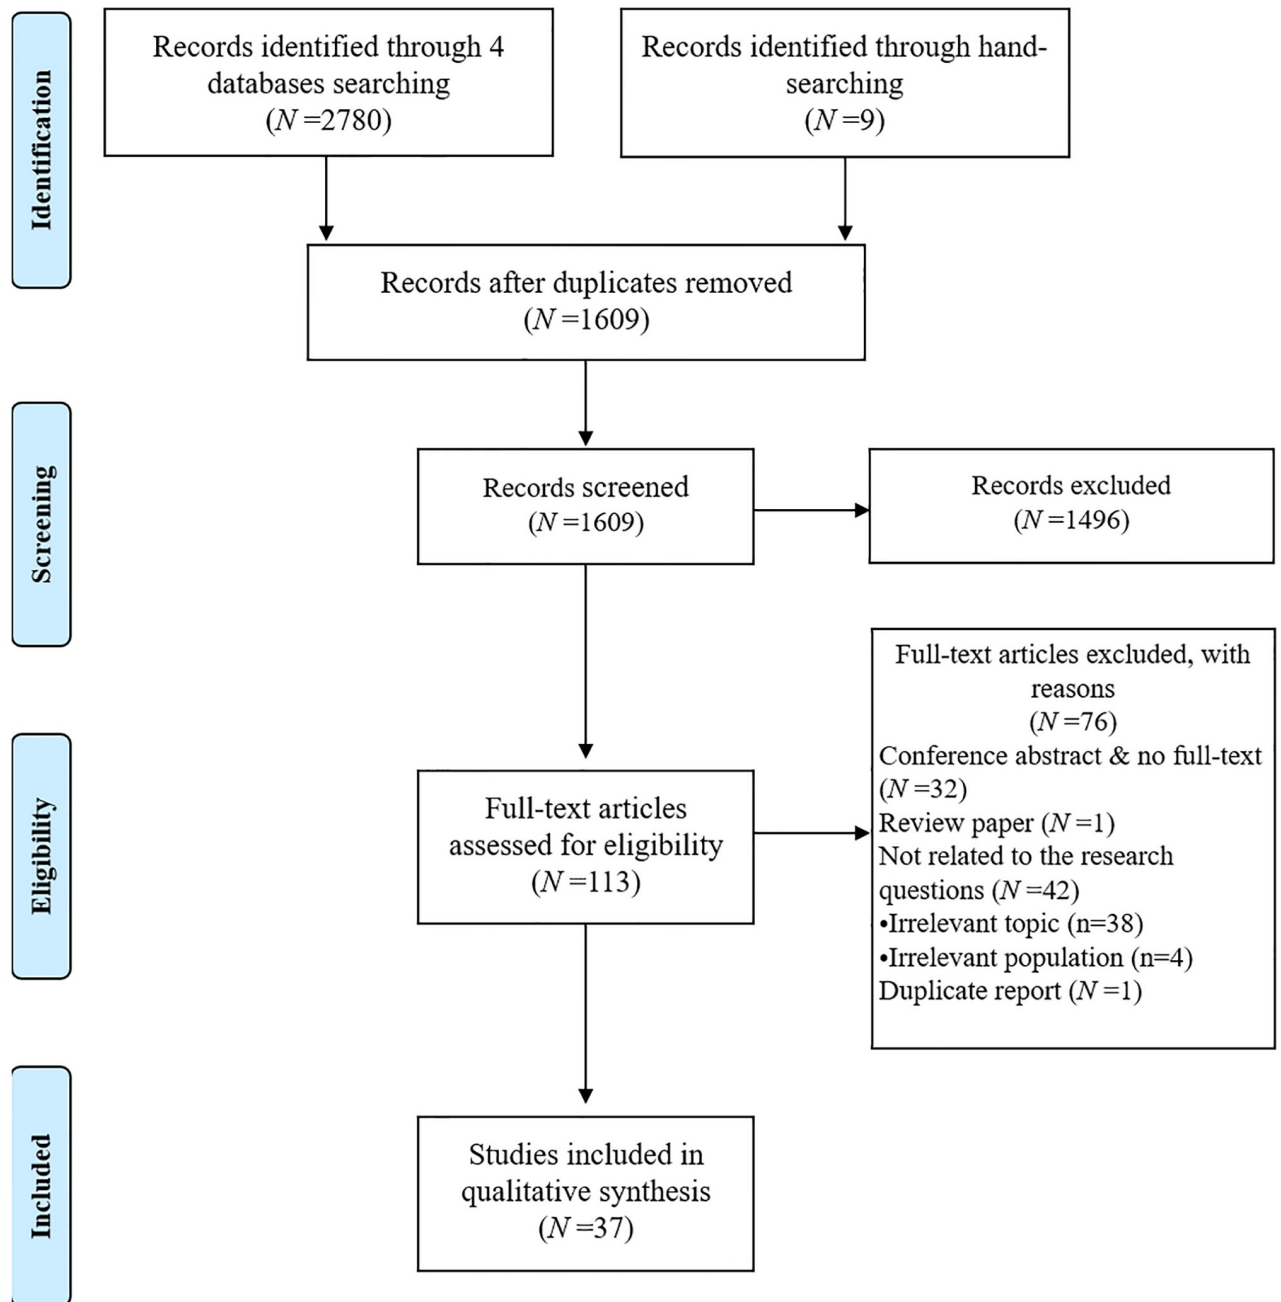 Identification
Records identified through 4
databases searching
(N=2780)
Records identified through hand-
searching
(N=9)
Records after duplicates removed
(N=1609)
Screening
Records screened
(N=1609)
Records excluded
(N=1496)
Eligibility
Full-text articles
assessed for eligibility
(N=113)
Full-text articles excluded, with
reasons
(N=76)
Conference abstract & no full-text
(N=32)
Review paper (N=1)
Not related to the research
questions (N=42)
•Irrelevant topic (n=38)
•Irrelevant population (n=4)
Duplicate report (N=1)
Included
Studies included in
qualitative synthesis
(N=37)